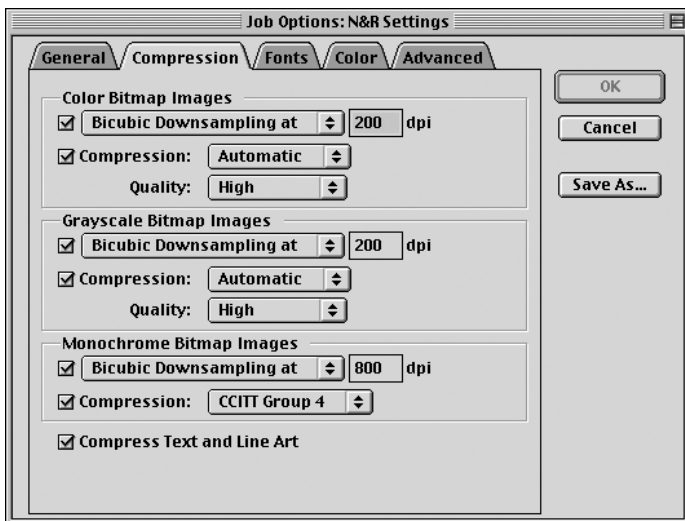 Job Options: N&R Settings
General Compression Fonts Color Advanced
Color Bitmap Images
Bicubic Downsampling at 200 dpi
Compression: Automatic
Quality: High
Grayscale Bitmap Images
Bicubic Downsampling at 200 dpi
Compression: Automatic
Quality: High
Monochrome Bitmap Images
Bicubic Downsampling at 800 dpi
Compression: CCITT Group 4
Compress Text and Line Art
OK
Cancel
Save As...